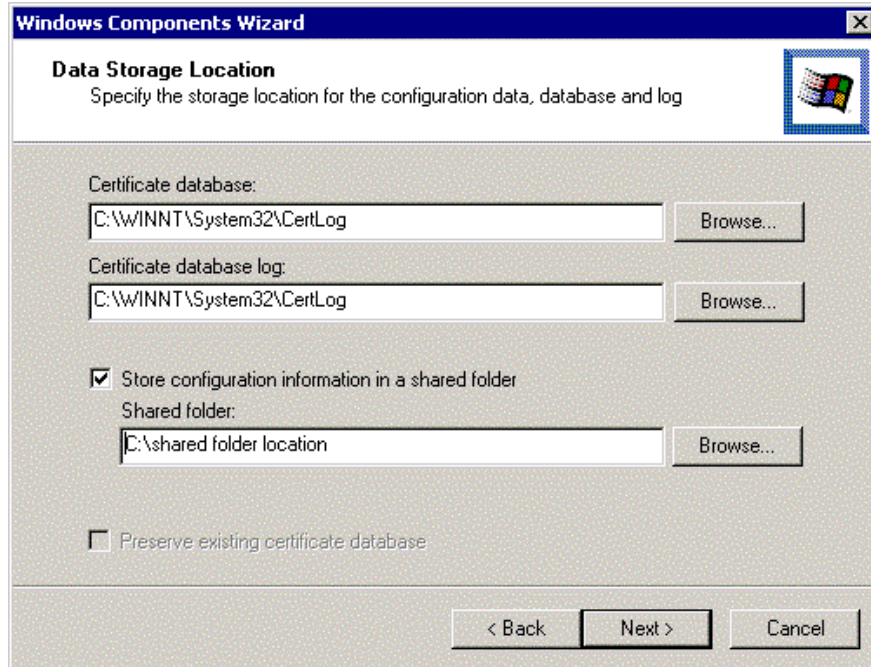 Windows Components Wizard
Data Storage Location
Specify the storage location for the configuration data, database and log
Certificate database:
C:\WINNT\System32\CertLog
Browse...
Certificate database log:
C:\WINNT\System32\CertLog
Browse...
Store configuration information in a shared folder
Shared folder:
C:\shared folder location
Browse...
Preserve existing certificate database
< Back
Next >
Cancel